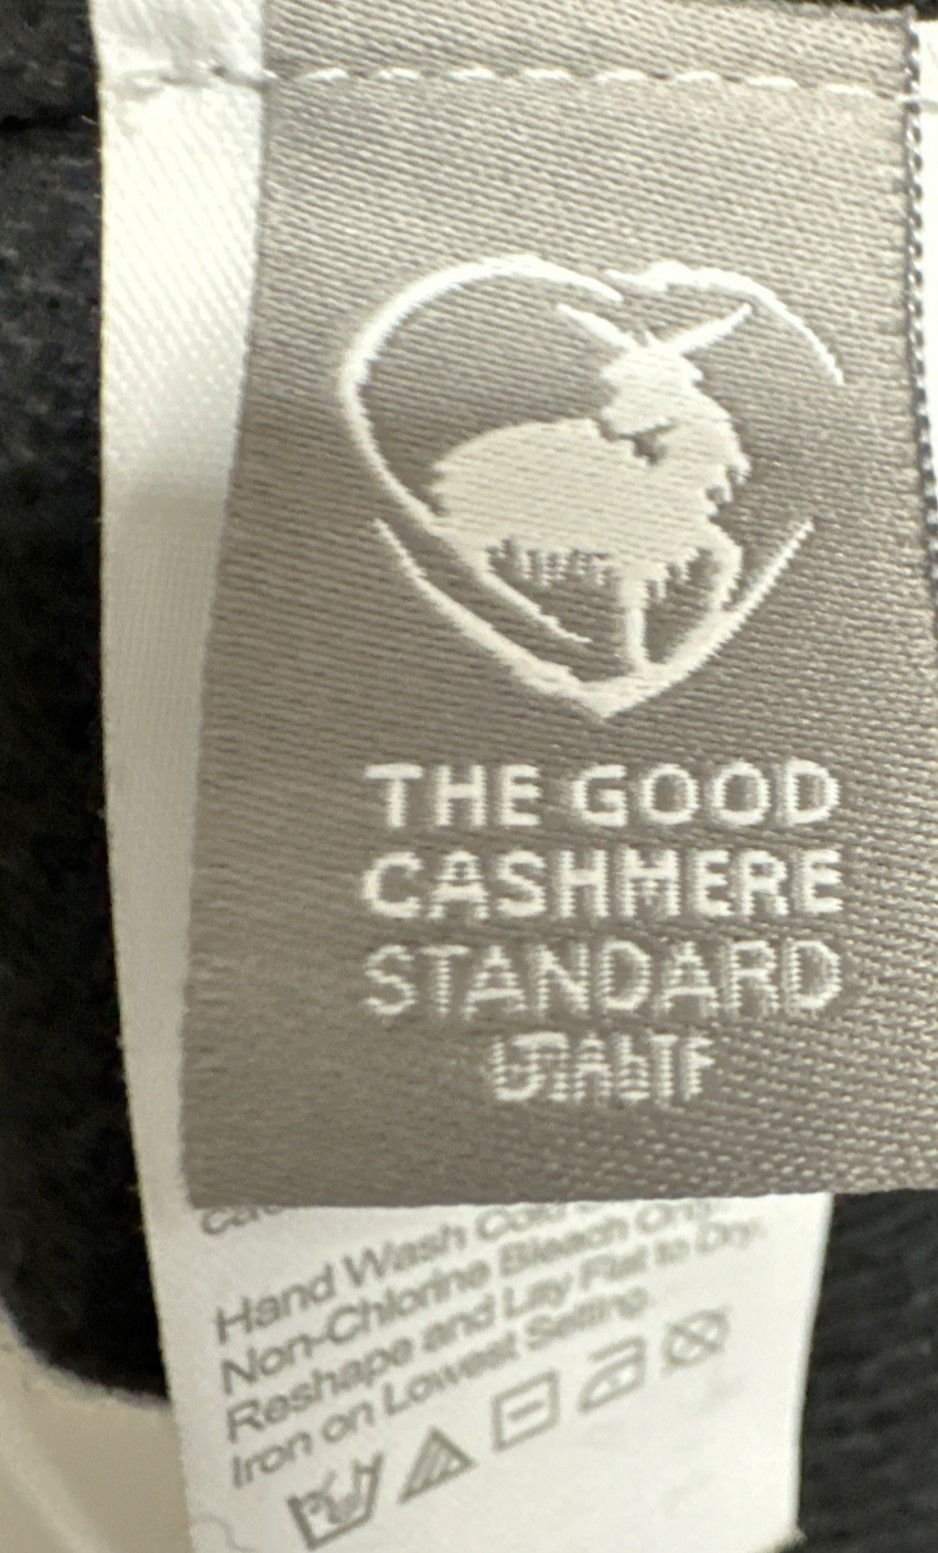 THE GOOD
CASHMERE
STANDARD
Hand Wash Cold
Non-Chlorine Bleach Only.
Reshape and Lay Flat to Dry.
Iron on Lowest Setting.